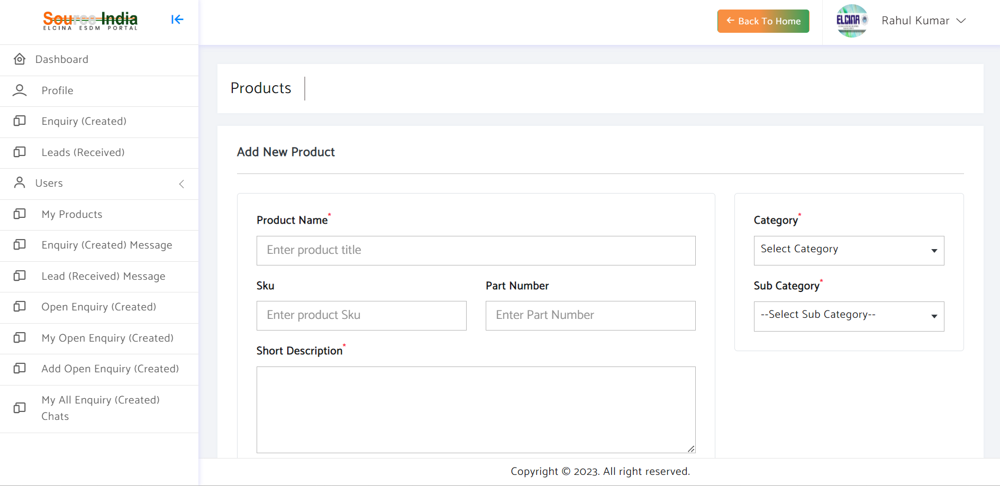 Source India
ELCINA ESDM PORTAL
Back To Home
ELCINA
Rahul Kumar
Dashboard
Profile
Enquiry (Created)
Leads (Received)
Users
My Products
Enquiry (Created) Message
Lead (Received) Message
Open Enquiry (Created)
My Open Enquiry (Created)
Add Open Enquiry (Created)
My All Enquiry (Created)
Chats
Products
Add New Product
Product Name*
Enter product title
Sku
Part Number
Enter product Sku
Enter Part Number
Short Description*
Category*
Select Category
Sub Category*
--Select Sub Category--
Copyright © 2023. All right reserved.